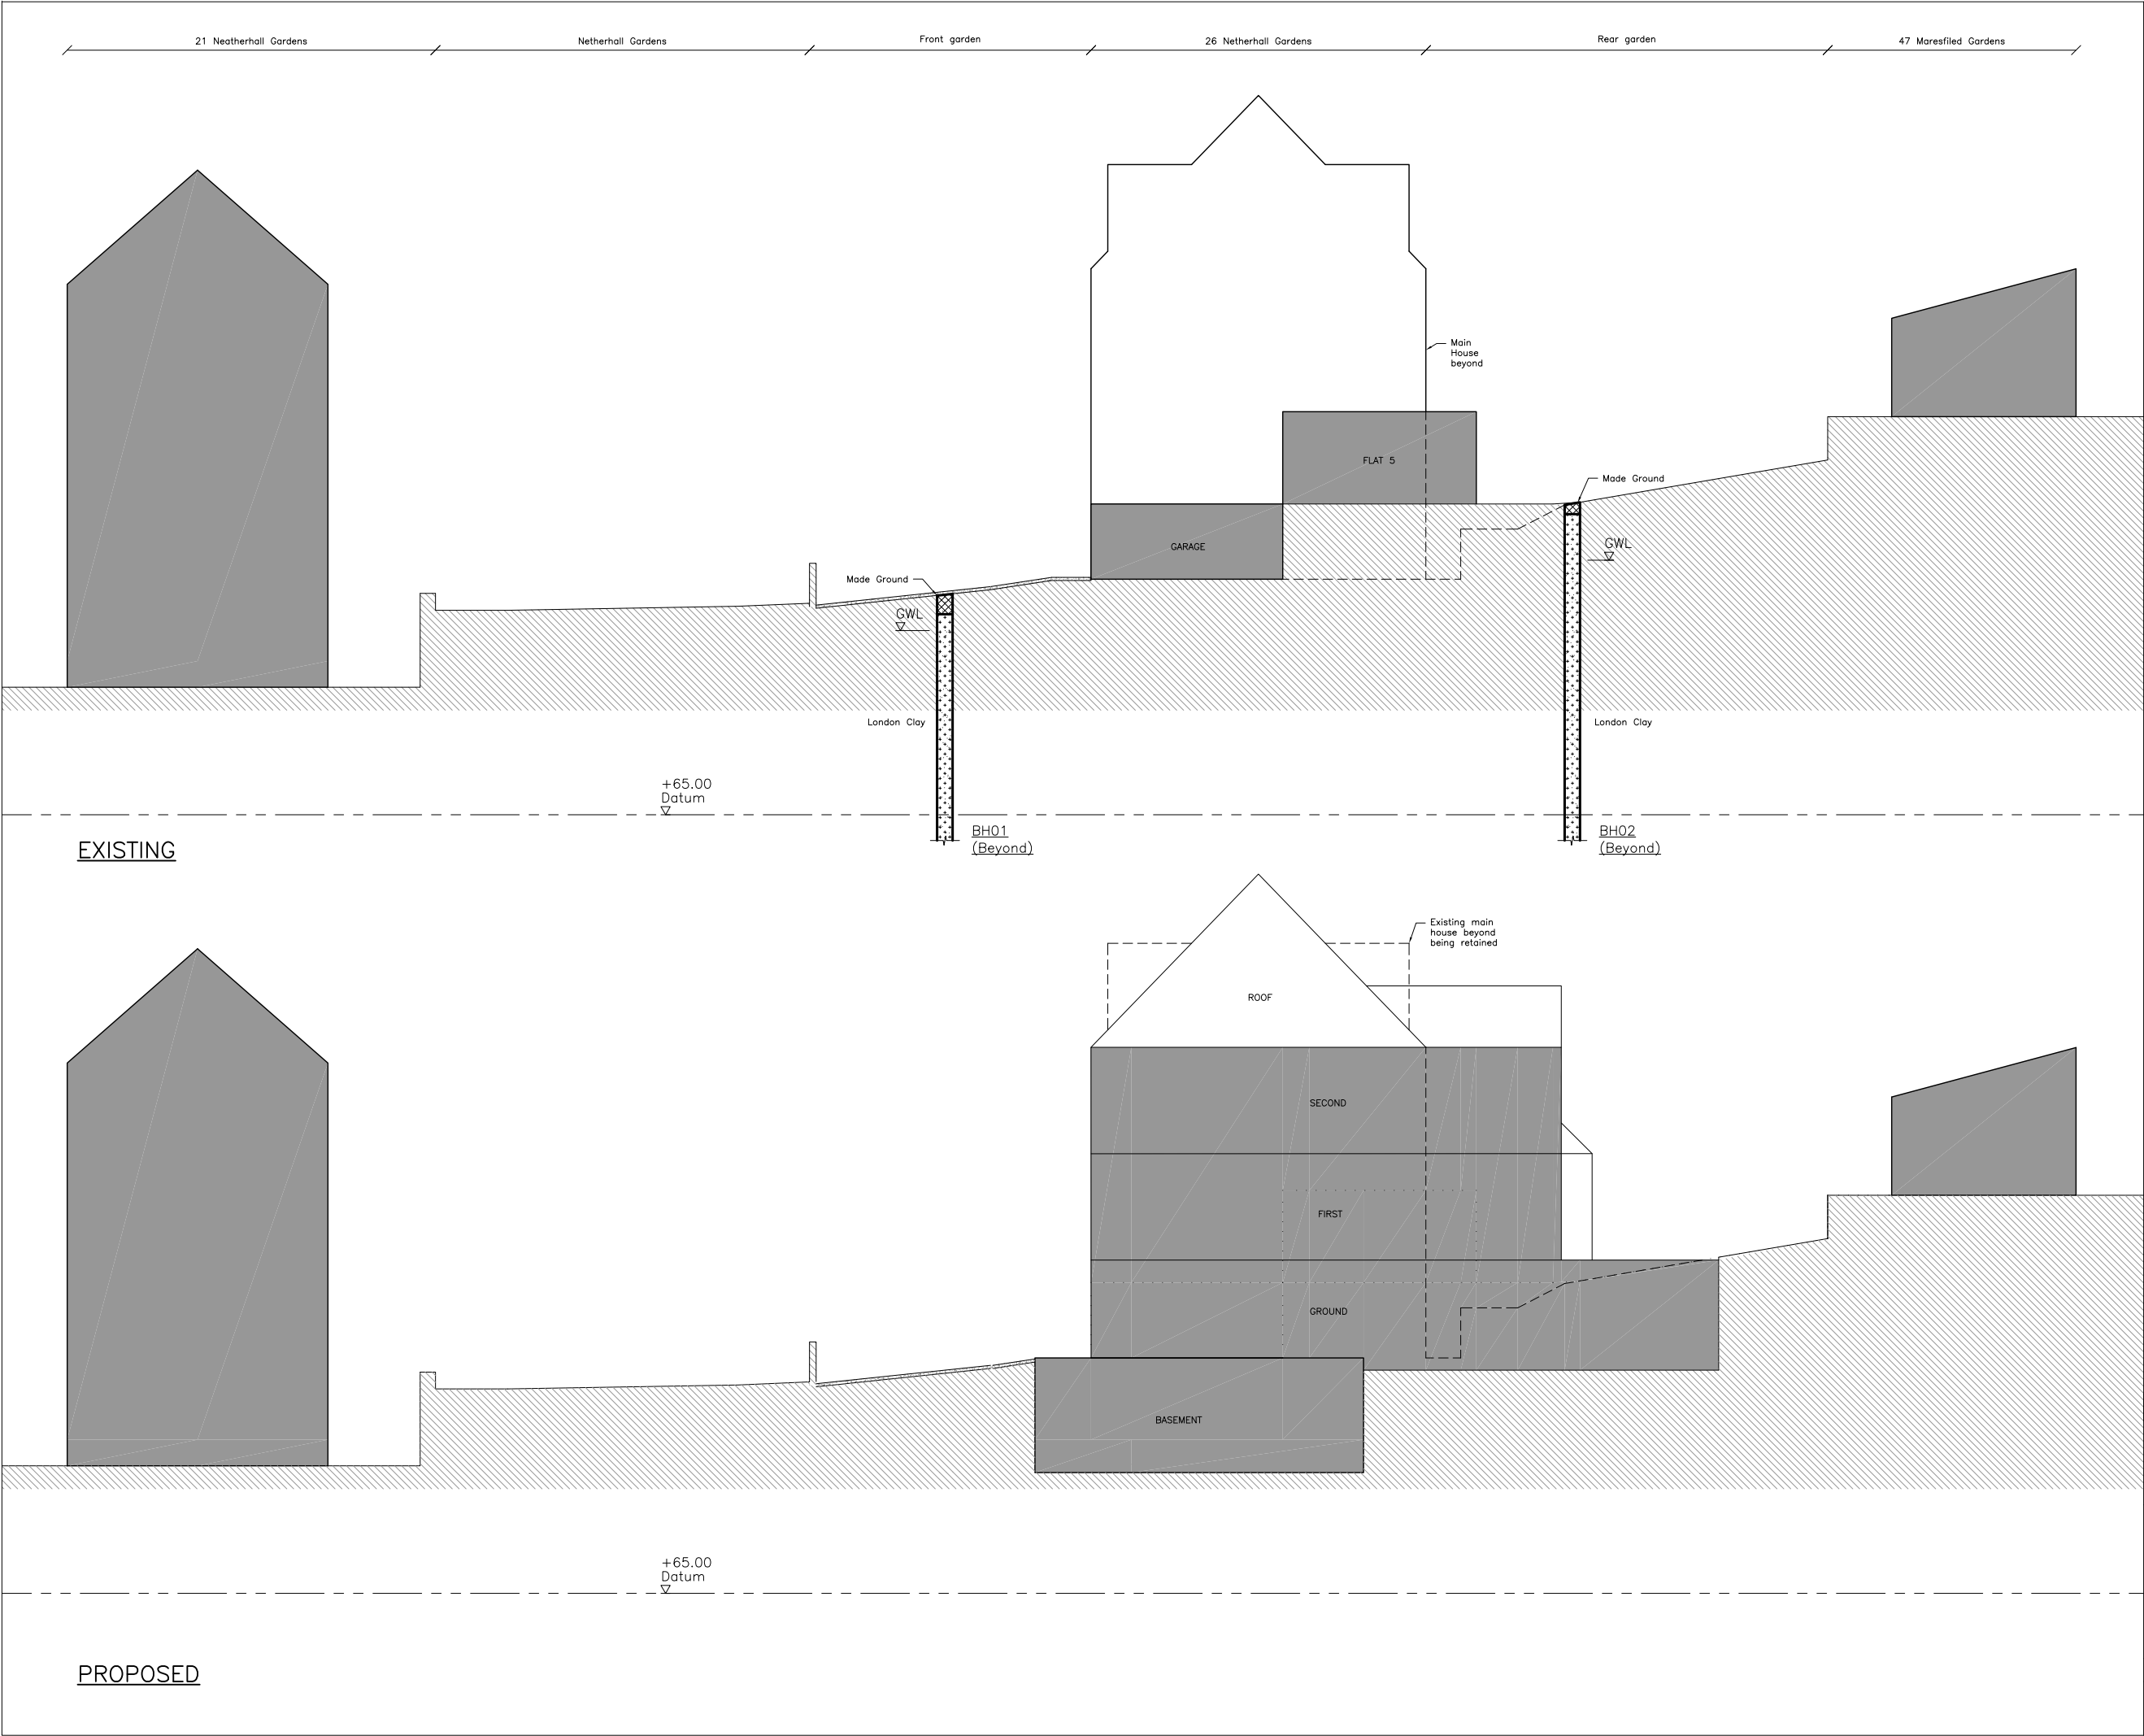 21 Neatherhall Gardens
Netherhall Gardens
Front garden
26 Netherhall Gardens
Rear garden
47 Maresfiled Gardens
Main
House
beyond
FLAT 5
Made Ground
GARAGE
GWL
Made Ground
GWL
London Clay
London Clay
+65.00
Datum
BH01
(Beyond)
BH02
(Beyond)
EXISTING
Existing main
house beyond
being retained
ROOF
SECOND
FIRST
GROUND
BASEMENT
+65.00
Datum
PROPOSED